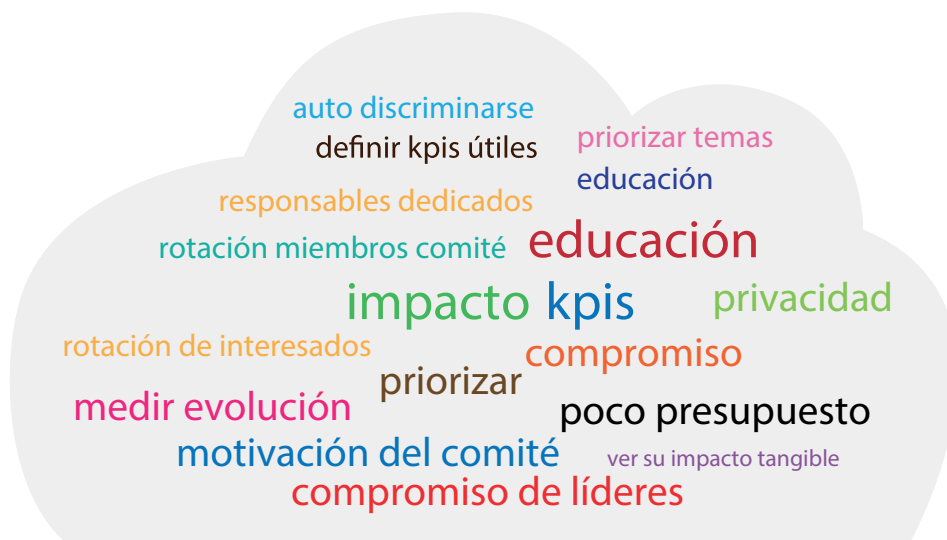 auto discriminarse
definir kpis útiles
priorizar temas
educación
responsables dedicados
rotación miembros comité
educación
impacto
kpis
privacidad
rotación de interesados
compromiso
priorizar
medir evolución
poco presupuesto
motivación del comité
ver su impacto tangible
compromiso de líderes